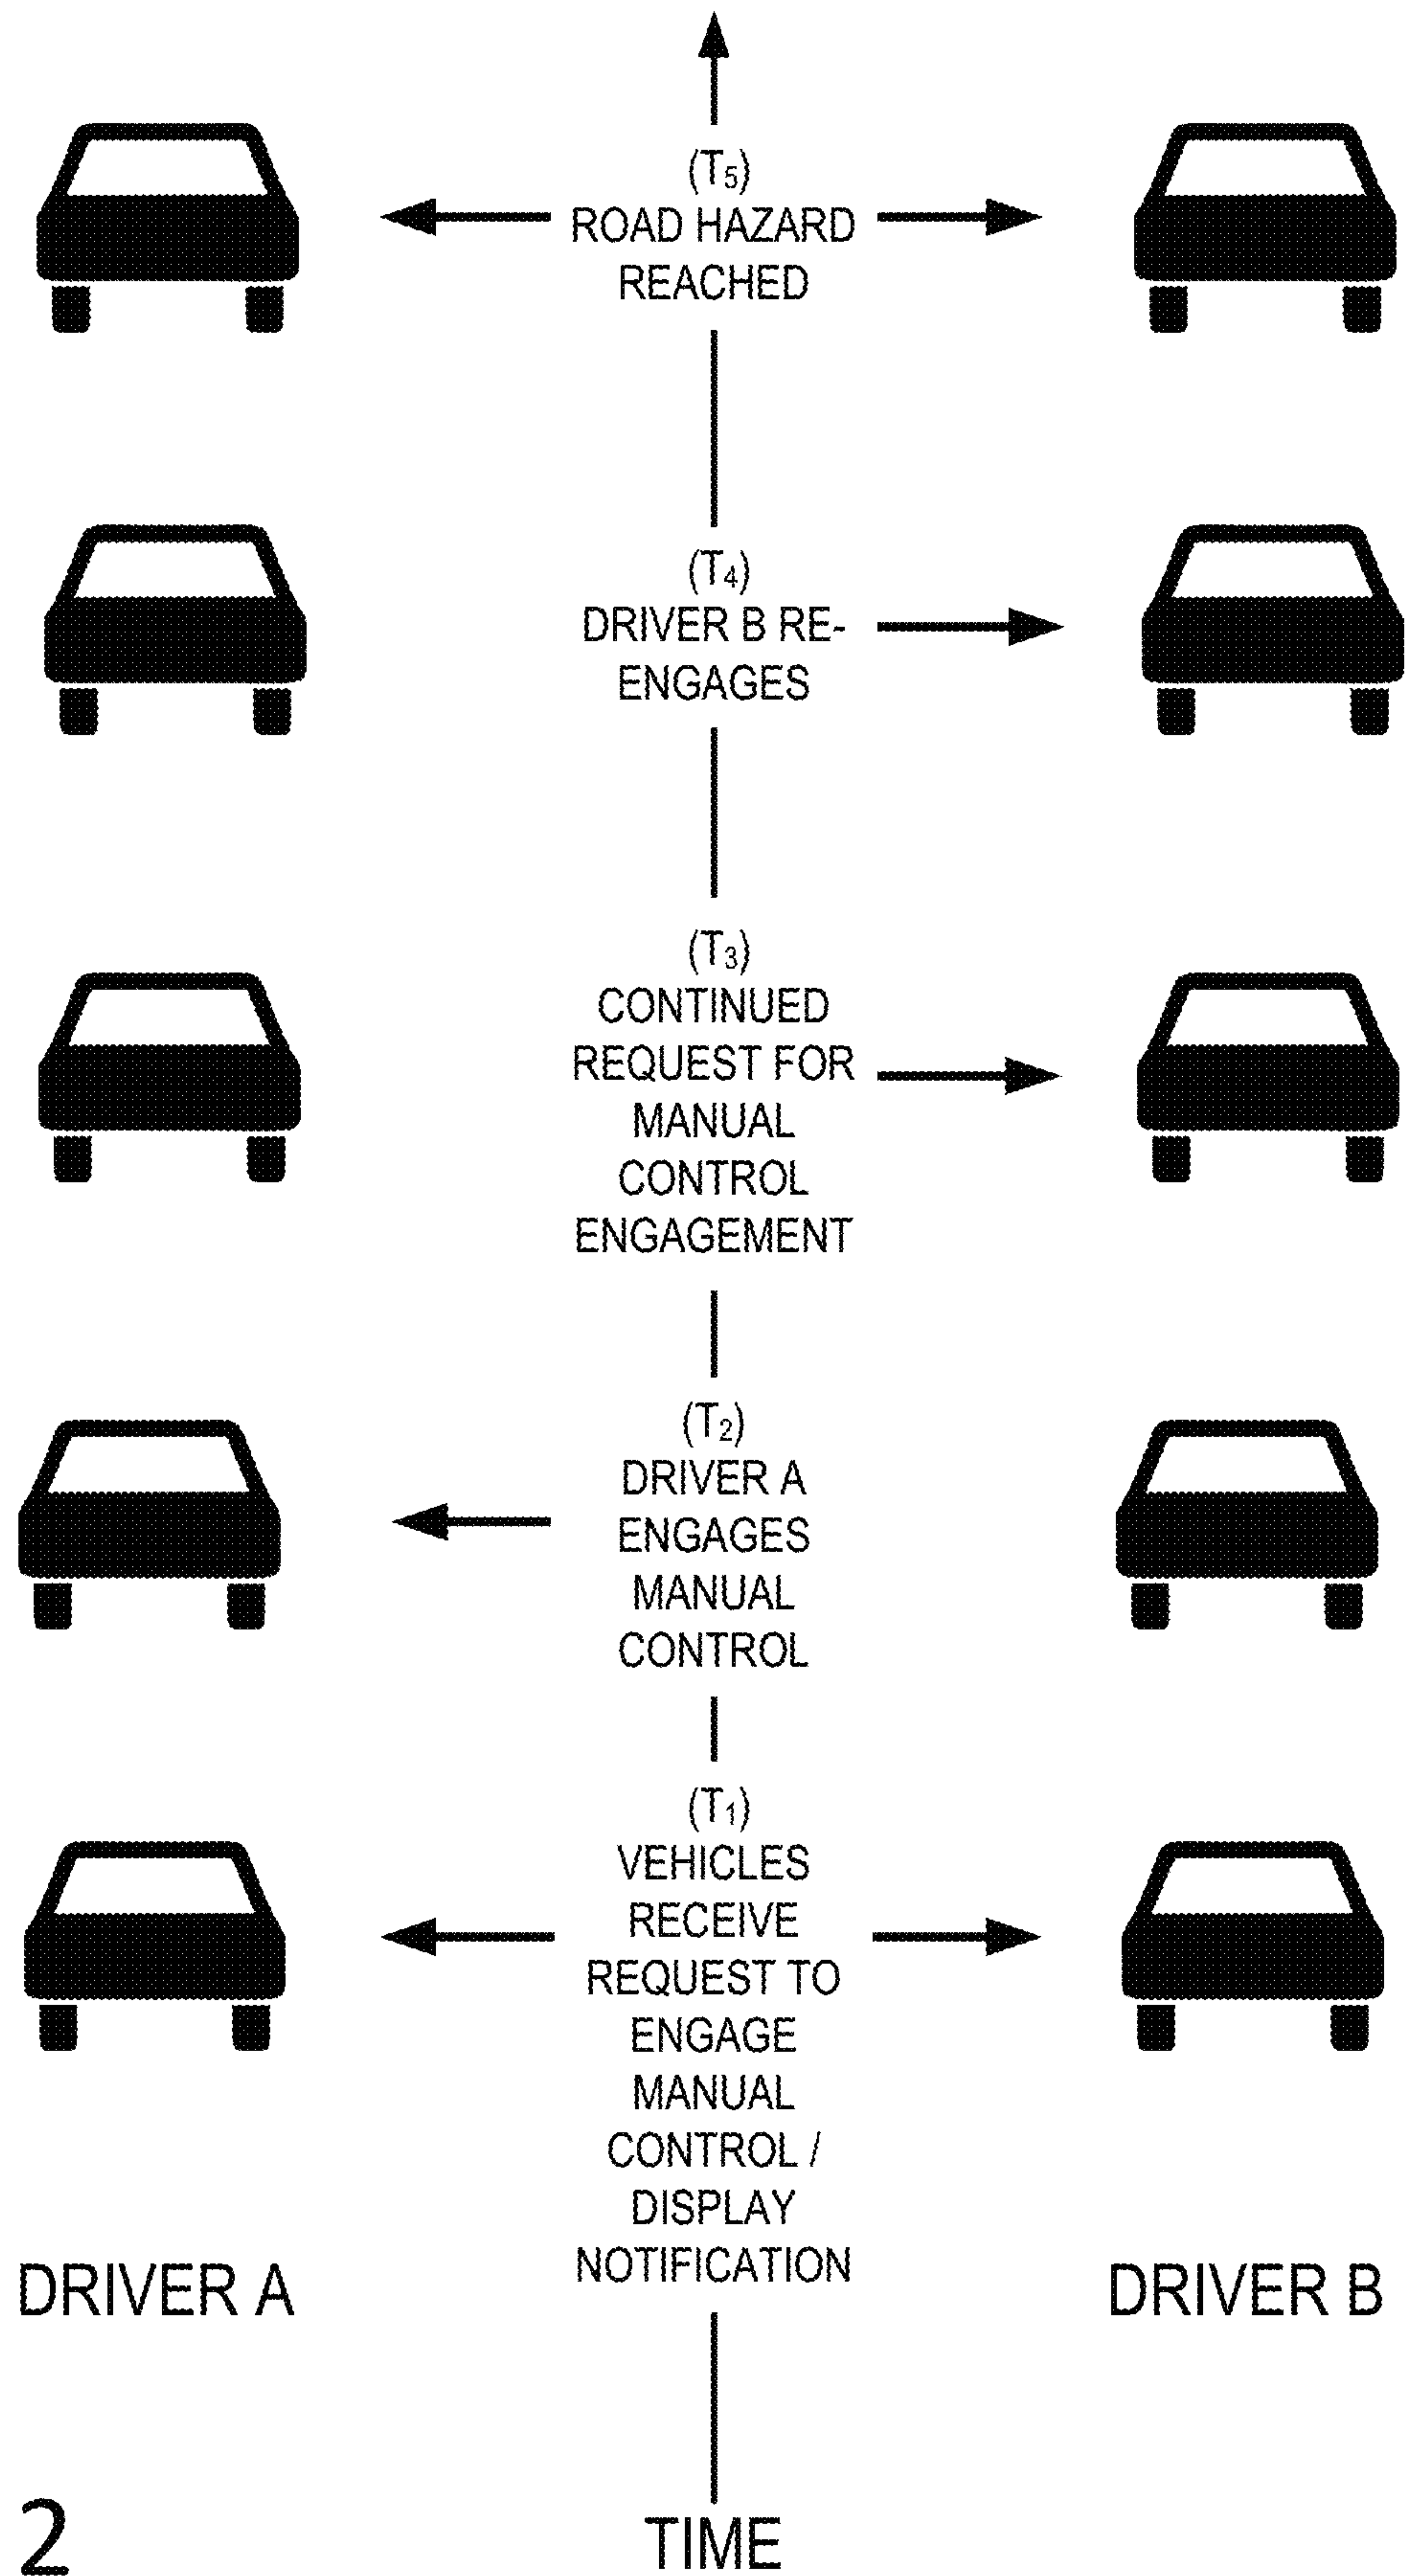 (T5)
ROAD HAZARD
REACHED
(T4)
DRIVER B RE-
ENGAGES
(T3)
CONTINUED
REQUEST FOR
MANUAL
CONTROL
ENGAGEMENT
(T2)
DRIVER A
ENGAGES
MANUAL
CONTROL
(T1)
VEHICLES
RECEIVE
REQUEST TO
ENGAGE
MANUAL
CONTROL /
DISPLAY
NOTIFICATION
DRIVER A
DRIVER B
2
TIME